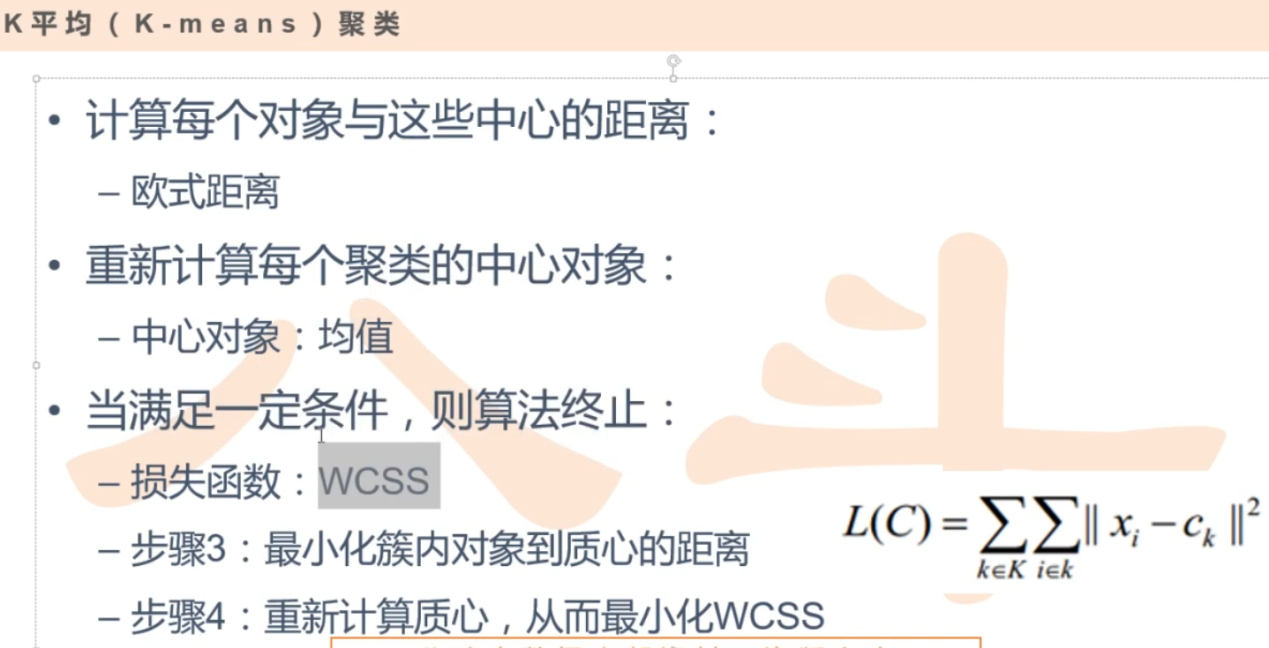 K平均（K-means）聚类
• 计算每个对象与这些中心的距离：
– 欧式距离
• 重新计算每个聚类的中心对象：
– 中心对象：均值
• 当满足一定条件，则算法终止：
– 损失函数：WCSS
L(C) = ∑k∈K ∑i∈k ‖ xi − ck ‖²
– 步骤3：最小化簇内对象到质心的距离
– 步骤4：重新计算质心，从而最小化WCSS
八斗